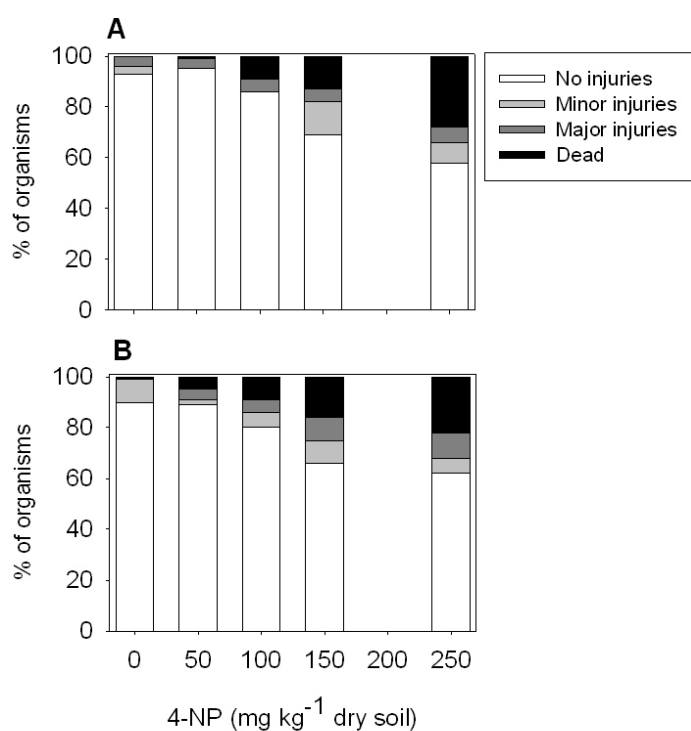 A
100
80
60
40
20
0
% of organisms
No injuries
Minor injuries
Major injuries
Dead
B
100
80
60
40
20
0
% of organisms
0 50 100 150 200 250
4-NP (mg kg⁻¹ dry soil)